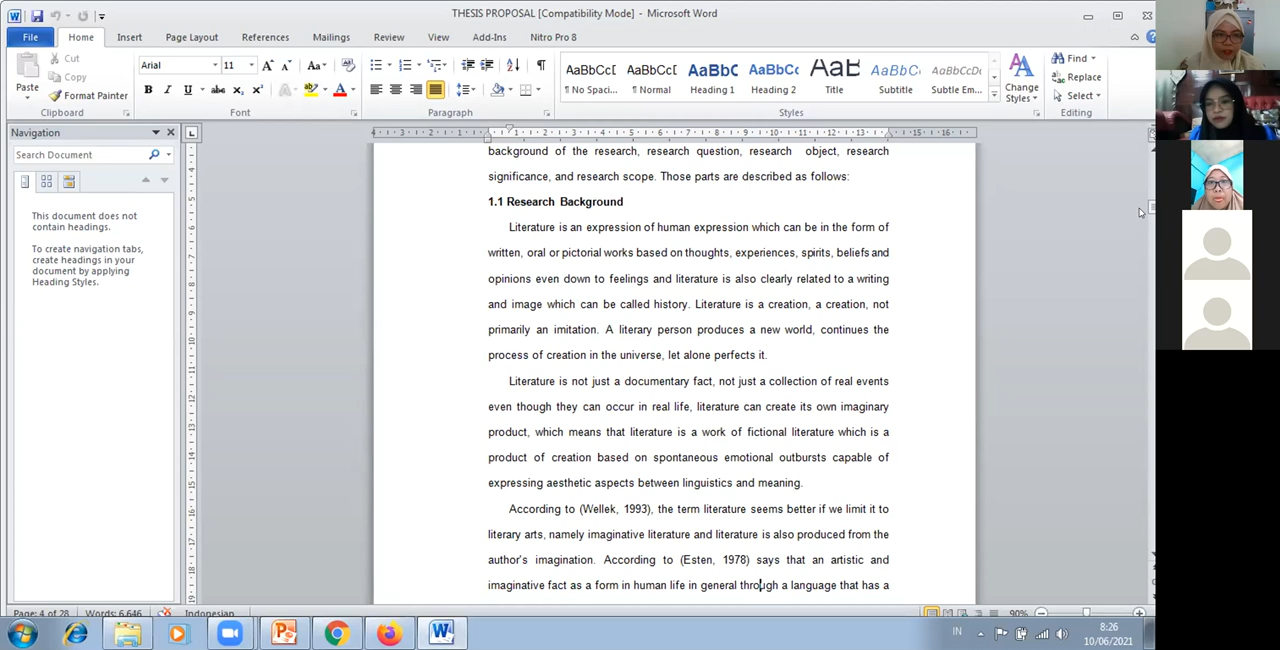 THESIS PROPOSAL [Compatibility Mode] - Microsoft Word
File Home Insert Page Layout References Mailings Review View Add-Ins Nitro Pro 8
Paste
Cut
Copy
Format Painter
Clipboard
Arial 11
Font
Paragraph
AaBbCcI AaBbCcDc AaBbC AaBbCc AaB AaBbCcI AaBbCcDc
¶ No Spaci... ¶ Normal Heading 1 Heading 2 Title Subtitle Subtle Em...
Styles
Change Styles
Find
Replace
Select
Editing
Navigation
Search Document
This document does not
contain headings.
To create navigation tabs,
create headings in your
document by applying
Heading Styles.
background of the research, research question, research object, research
significance, and research scope. Those parts are described as follows:
1.1 Research Background
Literature is an expression of human expression which can be in the form of
written, oral or pictorial works based on thoughts, experiences, spirits, beliefs and
opinions even down to feelings and literature is also clearly related to a writing
and image which can be called history. Literature is a creation, a creation, not
primarily an imitation. A literary person produces a new world, continues the
process of creation in the universe, let alone perfects it.
Literature is not just a documentary fact, not just a collection of real events
even though they can occur in real life, literature can create its own imaginary
product, which means that literature is a work of fictional literature which is a
product of creation based on spontaneous emotional outbursts capable of
expressing aesthetic aspects between linguistics and meaning.
According to (Wellek, 1993), the term literature seems better if we limit it to
literary arts, namely imaginative literature and literature is also produced from the
author's imagination. According to (Esten, 1978) says that an artistic and
imaginative fact as a form in human life in general through a language that has a
Page: 4 of 28 Words: 6.646 Indonesian 90%
IN 8:26
10/06/2021